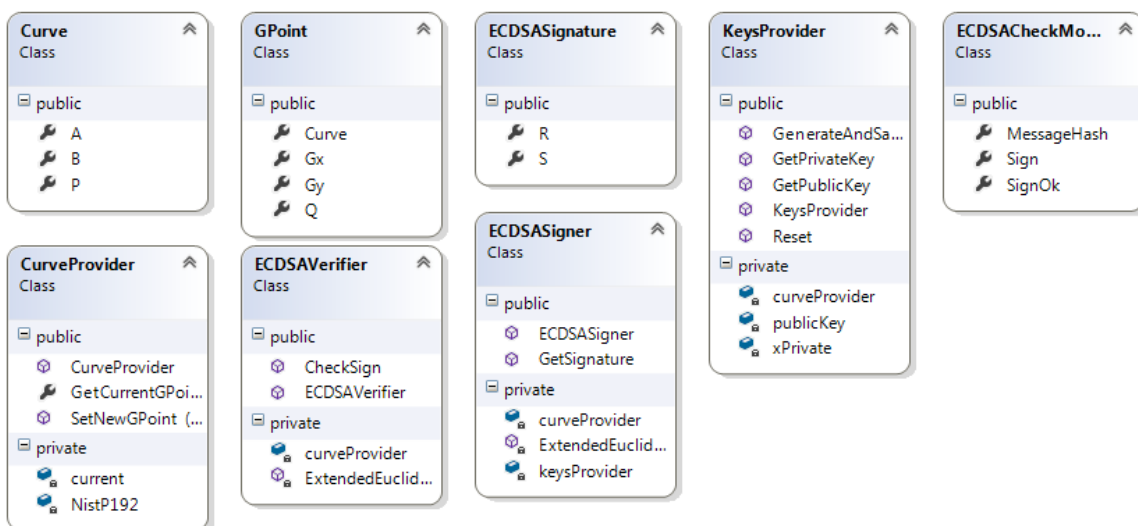 Curve
Class
public
A
B
P
GPoint
Class
public
Curve
Gx
Gy
Q
ECDSASignature
Class
public
R
S
KeysProvider
Class
public
GenerateAndSa...
GetPrivateKey
GetPublicKey
KeysProvider
Reset
private
curveProvider
publicKey
xPrivate
ECDSACheckMo...
Class
public
MessageHash
Sign
SignOk
CurveProvider
Class
public
CurveProvider
GetCurrentGPoi...
SetNewGPoint (...
private
current
NistP192
ECDSAVerifier
Class
public
CheckSign
ECDSAVerifier
private
curveProvider
ExtendedEuclid...
ECDSASigner
Class
public
ECDSASigner
GetSignature
private
curveProvider
ExtendedEuclid...
keysProvider